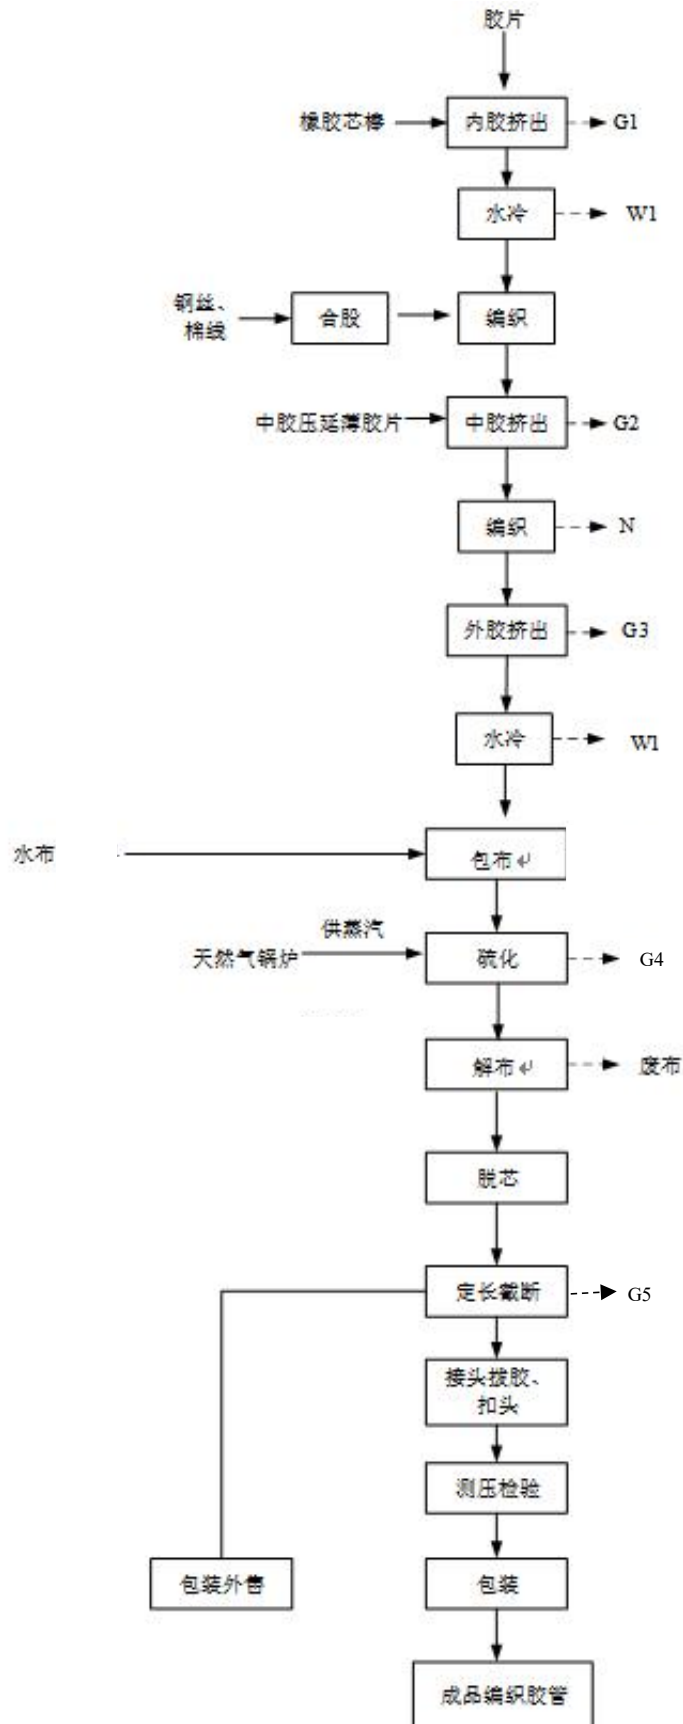 胶片
橡胶芯棒
内胶挤出
G1
水冷
W1
钢丝、
棉线
合股
编织
中胶压延薄胶片
中胶挤出
G2
编织
N
外胶挤出
G3
水冷
W1
水布
包布↵
供蒸汽
天然气锅炉
硫化
G4
解布↵
废布
脱芯
定长截断
G5
接头拔胶、
扣头
测压检验
包装外售
包装
成品编织胶管